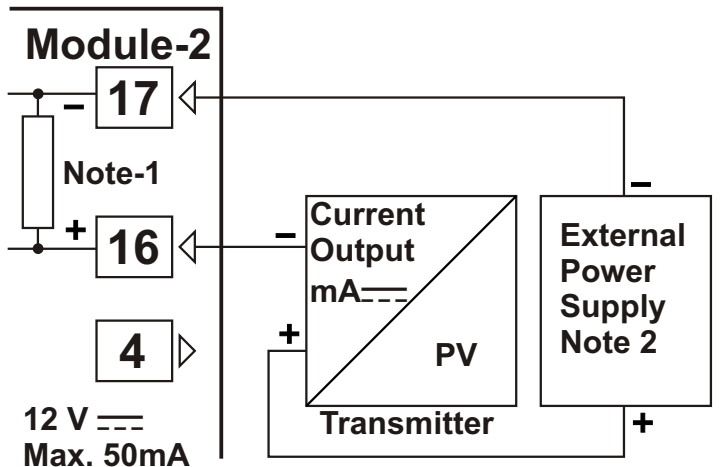 Module-2
17
–
Note-1
+
16
4
12 V
Max. 50mA
–
Current
Output
mA
+
PV
Transmitter
–
External
Power
Supply
Note 2
+